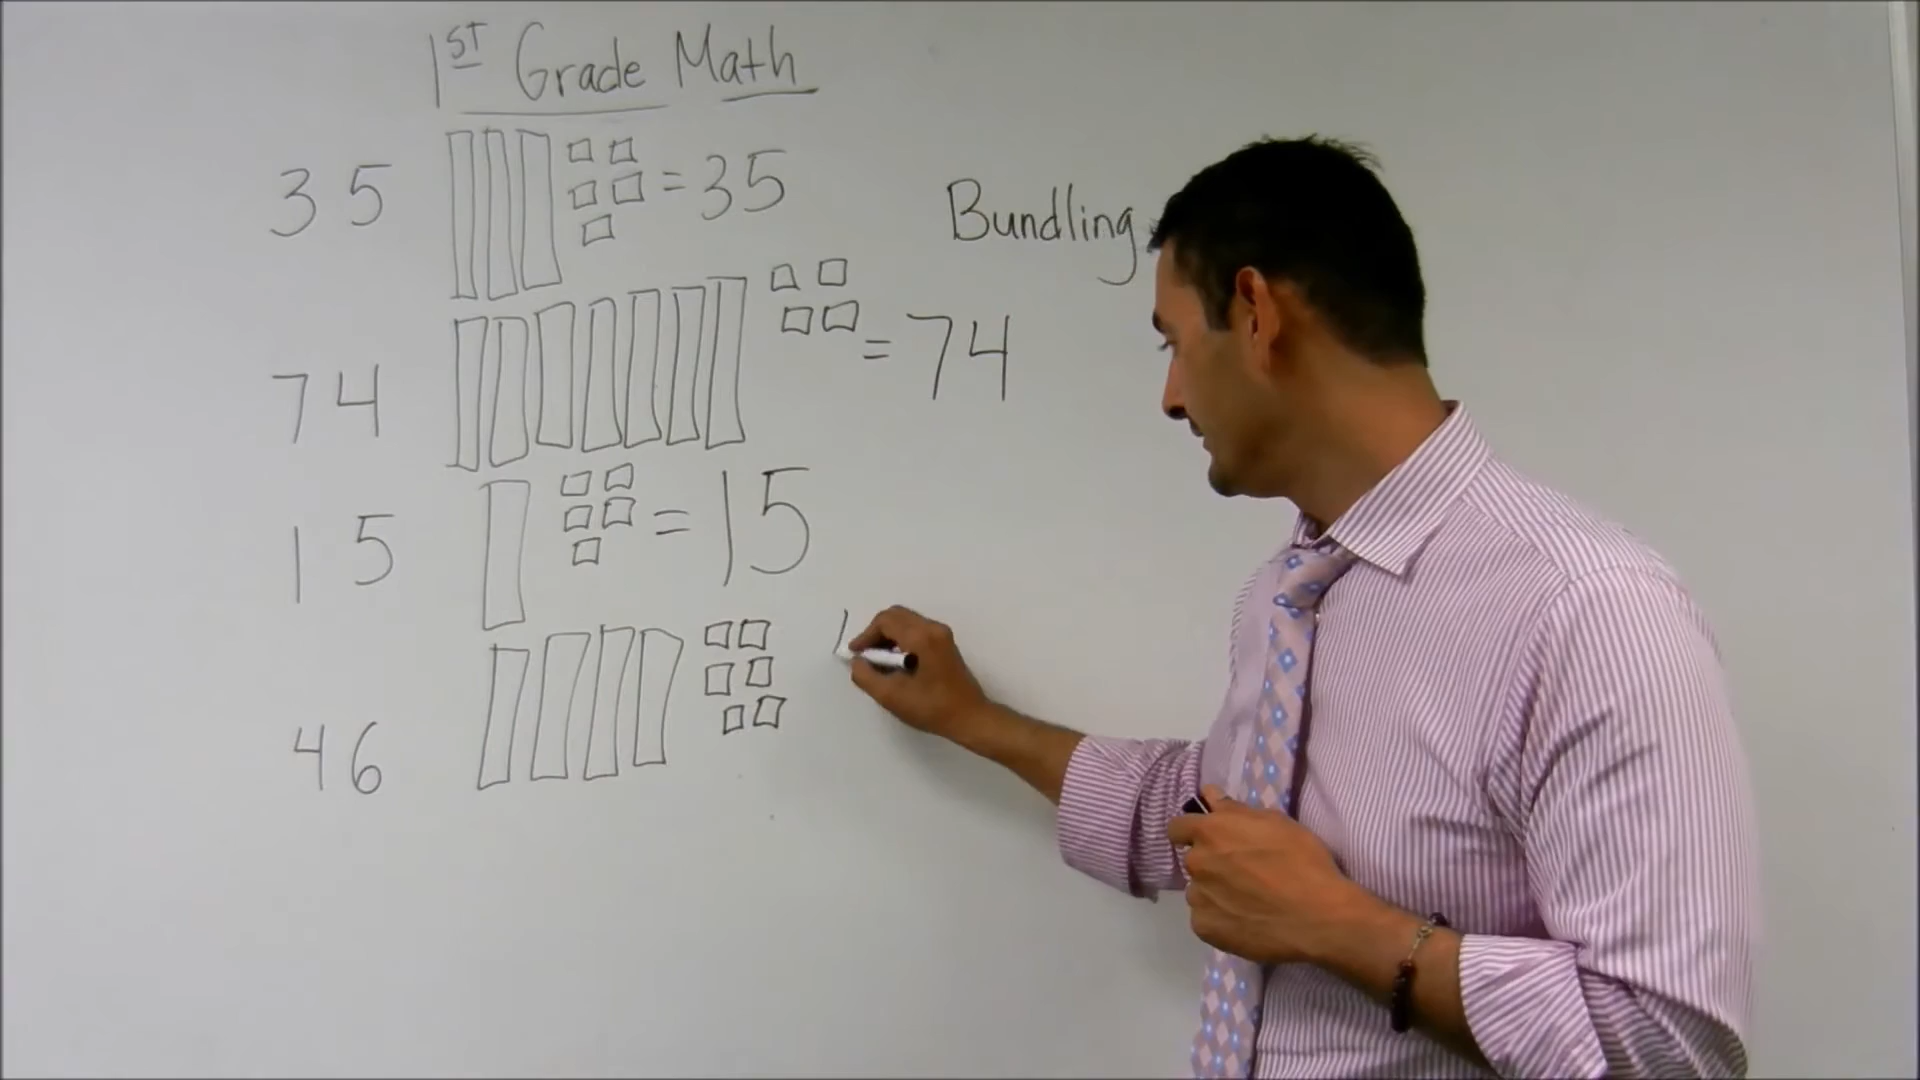 1ST Grade Math
35 = 35
Bundling
74 = 74
15 = 15
46